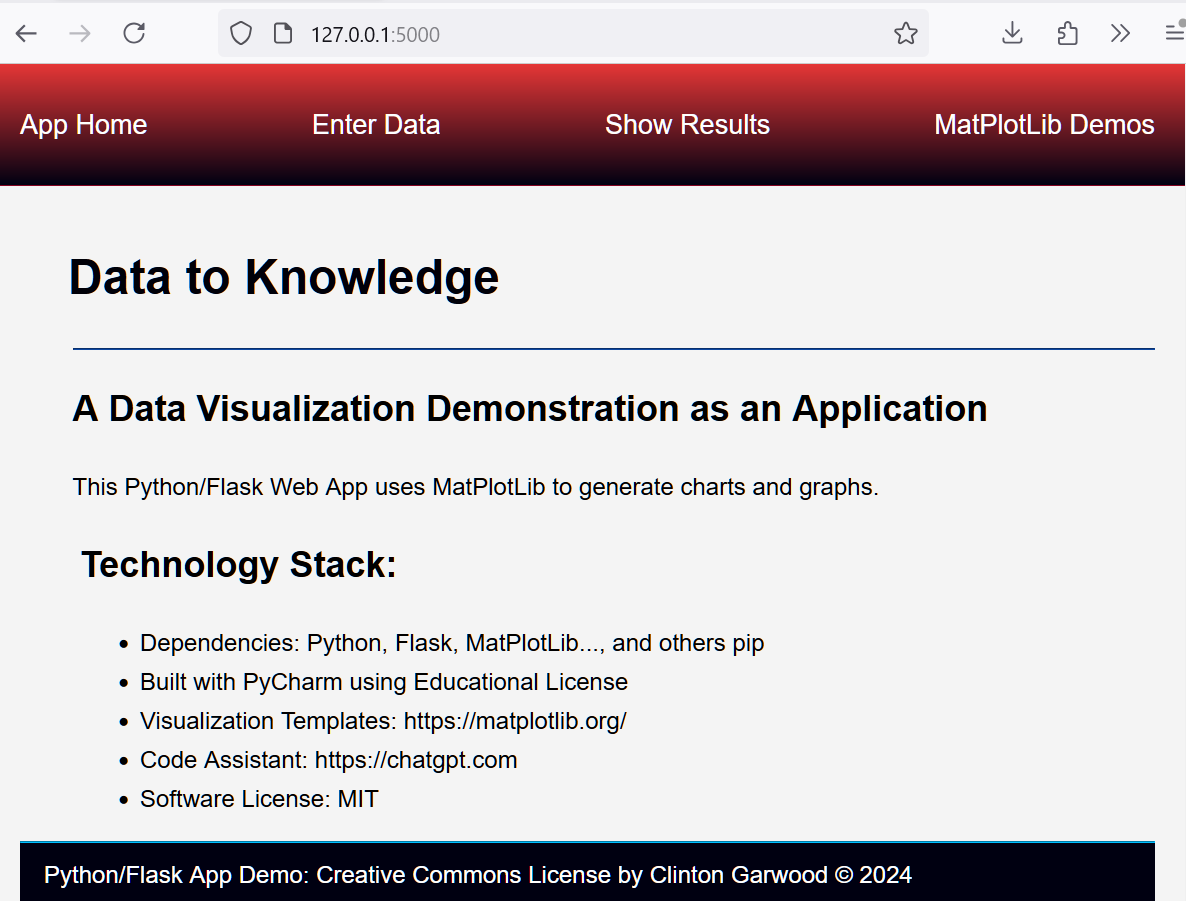 127.0.0.1:5000
App Home Enter Data Show Results MatPlotLib Demos
Data to Knowledge
A Data Visualization Demonstration as an Application
This Python/Flask Web App uses MatPlotLib to generate charts and graphs.
Technology Stack:
• Dependencies: Python, Flask, MatPlotLib..., and others pip
• Built with PyCharm using Educational License
• Visualization Templates: https://matplotlib.org/
• Code Assistant: https://chatgpt.com
• Software License: MIT
Python/Flask App Demo: Creative Commons License by Clinton Garwood © 2024